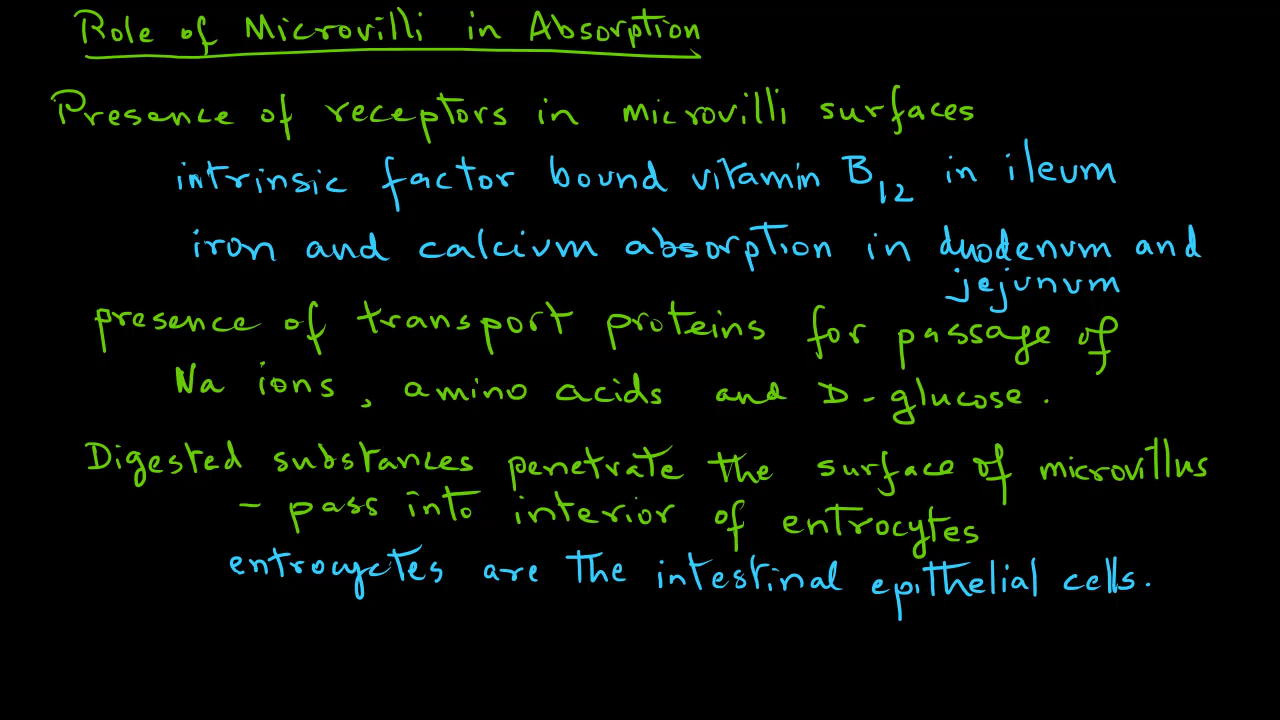 Role of Microvilli in Absorption
Presence of receptors in microvilli surfaces
intrinsic factor bound vitamin B12 in ileum
iron and calcium absorption in duodenum and
jejunum
presence of transport proteins for passage of
Na ions, amino acids and D-glucose.
Digested substances penetrate the surface of microvillus
- pass into interior of entrocytes
entrocyctes are the intestinal epithelial cells.